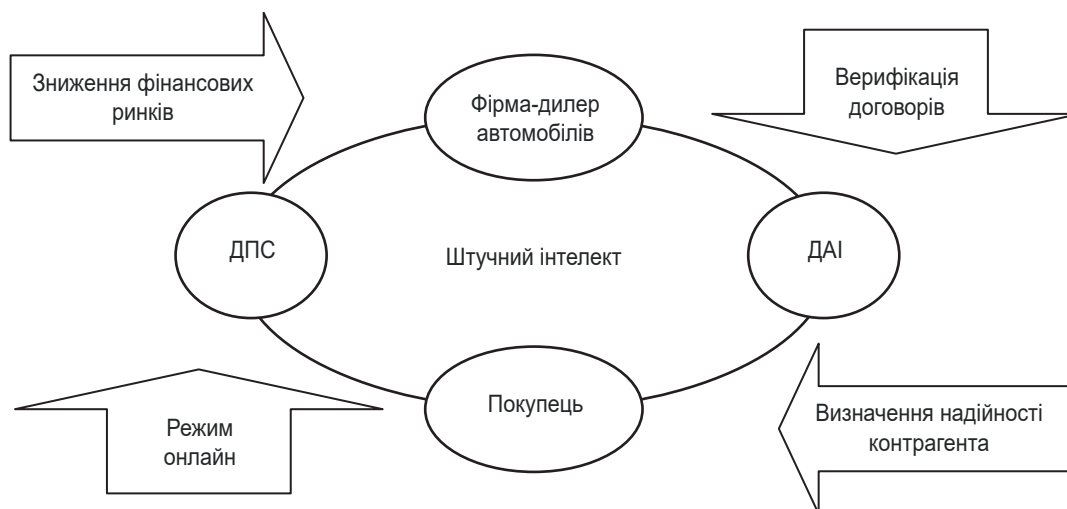 Зниження фінансових
ринків
Фірма-дилер
автомобілів
Верифікація
договорів
ДПС
Штучний інтелект
ДАІ
Режим
онлайн
Покупець
Визначення надійності
контрагента